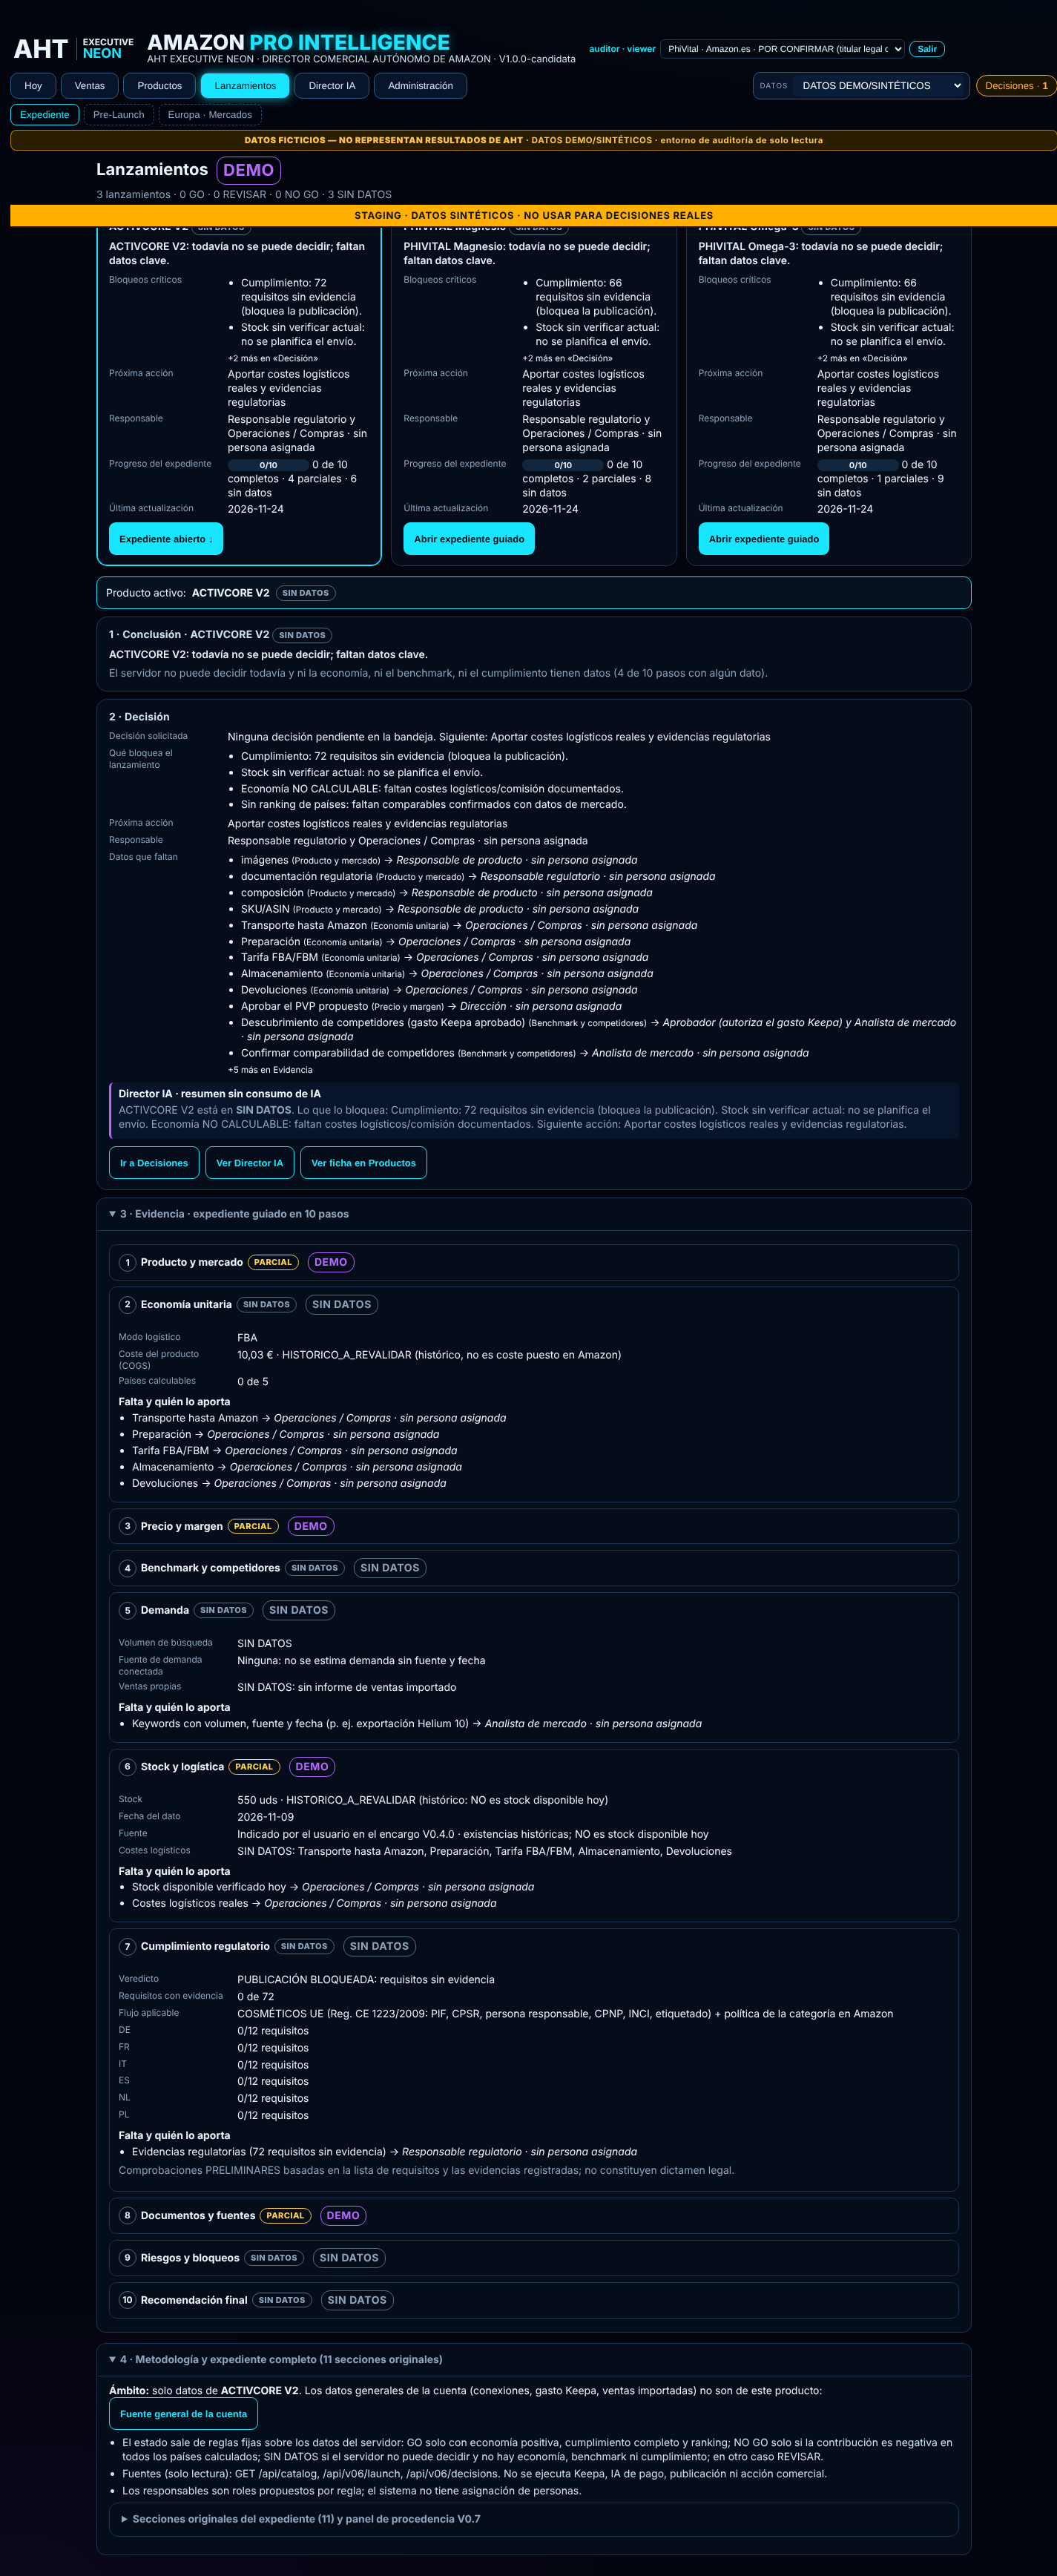 AHT EXECUTIVE NEON
AMAZON PRO INTELLIGENCE
AHT EXECUTIVE NEON · DIRECTOR COMERCIAL AUTÓNOMO DE AMAZON · V1.0.0-candidata
auditor · viewer
PhiVital · Amazon.es · POR CONFIRMAR (titular legal c
Salir
Hoy
Ventas
Productos
Lanzamientos
Director IA
Administración
DATOS DATOS DEMO/SINTÉTICOS
Decisiones · 1
Expediente
Pre-Launch
Europa · Mercados
DATOS FICTICIOS — NO REPRESENTAN RESULTADOS DE AHT · DATOS DEMO/SINTÉTICOS · entorno de auditoría de solo lectura
Lanzamientos DEMO
3 lanzamientos · 0 GO · 0 REVISAR · 0 NO GO · 3 SIN DATOS
STAGING · DATOS SINTÉTICOS · NO USAR PARA DECISIONES REALES
ACTIVCORE V2 SIN DATOS
ACTIVCORE V2: todavía no se puede decidir; faltan
datos clave.
Bloqueos críticos
• Cumplimiento: 72
requisitos sin evidencia
(bloquea la publicación).
• Stock sin verificar actual:
no se planifica el envío.
+2 más en «Decisión»
Próxima acción
Aportar costes logísticos
reales y evidencias
regulatorias
Responsable
Responsable regulatorio y
Operaciones / Compras · sin
persona asignada
Progreso del expediente
0/10 0 de 10
completos · 4 parciales · 6
sin datos
Última actualización
2026-11-24
Expediente abierto ↓
PHIVITAL Magnesio SIN DATOS
PHIVITAL Magnesio: todavía no se puede decidir;
faltan datos clave.
Bloqueos críticos
• Cumplimiento: 66
requisitos sin evidencia
(bloquea la publicación).
• Stock sin verificar actual:
no se planifica el envío.
+2 más en «Decisión»
Próxima acción
Aportar costes logísticos
reales y evidencias
regulatorias
Responsable
Responsable regulatorio y
Operaciones / Compras · sin
persona asignada
Progreso del expediente
0/10 0 de 10
completos · 2 parciales · 8
sin datos
Última actualización
2026-11-24
Abrir expediente guiado
PHIVITAL Omega-3 SIN DATOS
PHIVITAL Omega-3: todavía no se puede decidir;
faltan datos clave.
Bloqueos críticos
• Cumplimiento: 66
requisitos sin evidencia
(bloquea la publicación).
• Stock sin verificar actual:
no se planifica el envío.
+2 más en «Decisión»
Próxima acción
Aportar costes logísticos
reales y evidencias
regulatorias
Responsable
Responsable regulatorio y
Operaciones / Compras · sin
persona asignada
Progreso del expediente
0/10 0 de 10
completos · 1 parciales · 9
sin datos
Última actualización
2026-11-24
Abrir expediente guiado
Producto activo: ACTIVCORE V2 SIN DATOS
1 · Conclusión · ACTIVCORE V2 SIN DATOS
ACTIVCORE V2: todavía no se puede decidir; faltan datos clave.
El servidor no puede decidir todavía y ni la economía, ni el benchmark, ni el cumplimiento tienen datos (4 de 10 pasos con algún dato).
2 · Decisión
Decisión solicitada
Ninguna decisión pendiente en la bandeja. Siguiente: Aportar costes logísticos reales y evidencias regulatorias
Qué bloquea el
lanzamiento
• Cumplimiento: 72 requisitos sin evidencia (bloquea la publicación).
• Stock sin verificar actual: no se planifica el envío.
• Economía NO CALCULABLE: faltan costes logísticos/comisión documentados.
• Sin ranking de países: faltan comparables confirmados con datos de mercado.
Próxima acción
Aportar costes logísticos reales y evidencias regulatorias
Responsable
Responsable regulatorio y Operaciones / Compras · sin persona asignada
Datos que faltan
• imágenes (Producto y mercado) → Responsable de producto · sin persona asignada
• documentación regulatoria (Producto y mercado) → Responsable regulatorio · sin persona asignada
• composición (Producto y mercado) → Responsable de producto · sin persona asignada
• SKU/ASIN (Producto y mercado) → Responsable de producto · sin persona asignada
• Transporte hasta Amazon (Economía unitaria) → Operaciones / Compras · sin persona asignada
• Preparación (Economía unitaria) → Operaciones / Compras · sin persona asignada
• Tarifa FBA/FBM (Economía unitaria) → Operaciones / Compras · sin persona asignada
• Almacenamiento (Economía unitaria) → Operaciones / Compras · sin persona asignada
• Devoluciones (Economía unitaria) → Operaciones / Compras · sin persona asignada
• Aprobar el PVP propuesto (Precio y margen) → Dirección · sin persona asignada
• Descubrimiento de competidores (gasto Keepa aprobado) (Benchmark y competidores) → Aprobador (autoriza el gasto Keepa) y Analista de mercado
· sin persona asignada
• Confirmar comparabilidad de competidores (Benchmark y competidores) → Analista de mercado · sin persona asignada
+5 más en Evidencia
Director IA · resumen sin consumo de IA
ACTIVCORE V2 está en SIN DATOS. Lo que lo bloquea: Cumplimiento: 72 requisitos sin evidencia (bloquea la publicación). Stock sin verificar actual: no se planifica el
envío. Economía NO CALCULABLE: faltan costes logísticos/comisión documentados. Siguiente acción: Aportar costes logísticos reales y evidencias regulatorias.
Ir a Decisiones
Ver Director IA
Ver ficha en Productos
▼ 3 · Evidencia · expediente guiado en 10 pasos
1 Producto y mercado PARCIAL DEMO
2 Economía unitaria SIN DATOS SIN DATOS
Modo logístico
FBA
Coste del producto
(COGS)
10,03 € · HISTORICO_A_REVALIDAR (histórico, no es coste puesto en Amazon)
Países calculables
0 de 5
Falta y quién lo aporta
• Transporte hasta Amazon → Operaciones / Compras · sin persona asignada
• Preparación → Operaciones / Compras · sin persona asignada
• Tarifa FBA/FBM → Operaciones / Compras · sin persona asignada
• Almacenamiento → Operaciones / Compras · sin persona asignada
• Devoluciones → Operaciones / Compras · sin persona asignada
3 Precio y margen PARCIAL DEMO
4 Benchmark y competidores SIN DATOS SIN DATOS
5 Demanda SIN DATOS SIN DATOS
Volumen de búsqueda
SIN DATOS
Fuente de demanda
conectada
Ninguna: no se estima demanda sin fuente y fecha
Ventas propias
SIN DATOS: sin informe de ventas importado
Falta y quién lo aporta
• Keywords con volumen, fuente y fecha (p. ej. exportación Helium 10) → Analista de mercado · sin persona asignada
6 Stock y logística PARCIAL DEMO
Stock
550 uds · HISTORICO_A_REVALIDAR (histórico: NO es stock disponible hoy)
Fecha del dato
2026-11-09
Fuente
Indicado por el usuario en el encargo V0.4.0 · existencias históricas; NO es stock disponible hoy
Costes logísticos
SIN DATOS: Transporte hasta Amazon, Preparación, Tarifa FBA/FBM, Almacenamiento, Devoluciones
Falta y quién lo aporta
• Stock disponible verificado hoy → Operaciones / Compras · sin persona asignada
• Costes logísticos reales → Operaciones / Compras · sin persona asignada
7 Cumplimiento regulatorio SIN DATOS SIN DATOS
Veredicto
PUBLICACIÓN BLOQUEADA: requisitos sin evidencia
Requisitos con evidencia
0 de 72
Flujo aplicable
COSMÉTICOS UE (Reg. CE 1223/2009: PIF, CPSR, persona responsable, CPNP, INCI, etiquetado) + política de la categoría en Amazon
DE
0/12 requisitos
FR
0/12 requisitos
IT
0/12 requisitos
ES
0/12 requisitos
NL
0/12 requisitos
PL
0/12 requisitos
Falta y quién lo aporta
• Evidencias regulatorias (72 requisitos sin evidencia) → Responsable regulatorio · sin persona asignada
Comprobaciones PRELIMINARES basadas en la lista de requisitos y las evidencias registradas; no constituyen dictamen legal.
8 Documentos y fuentes PARCIAL DEMO
9 Riesgos y bloqueos SIN DATOS SIN DATOS
10 Recomendación final SIN DATOS SIN DATOS
▼ 4 · Metodología y expediente completo (11 secciones originales)
Ámbito: solo datos de ACTIVCORE V2. Los datos generales de la cuenta (conexiones, gasto Keepa, ventas importadas) no son de este producto:
Fuente general de la cuenta
• El estado sale de reglas fijas sobre los datos del servidor: GO solo con economía positiva, cumplimiento completo y ranking; NO GO solo si la contribución es negativa en
todos los países calculados; SIN DATOS si el servidor no puede decidir y no hay economía, benchmark ni cumplimiento; en otro caso REVISAR.
• Fuentes (solo lectura): GET /api/catalog, /api/v06/launch, /api/v06/decisions. No se ejecuta Keepa, IA de pago, publicación ni acción comercial.
• Los responsables son roles propuestos por regla; el sistema no tiene asignación de personas.
▶ Secciones originales del expediente (11) y panel de procedencia V0.7